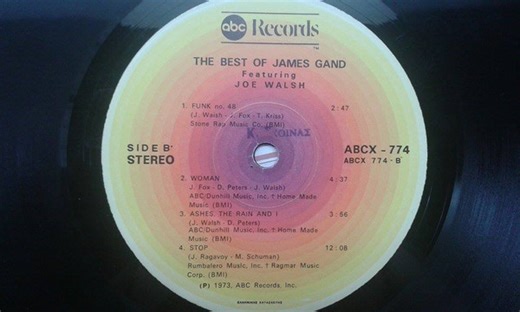 abc Records
THE BEST OF JAMES GAND
Featuring
JOE WALSH
1. FUNK no. 48 2:47
(J. Walsh - J. Fox - T. Kriss)
Stone Rap Music Co. (BMI)
SIDE B
STEREO
ABCX - 774
ABCX 774-B
2. WOMAN 4:37
J. Fox - D. Peters - J. Walsh)
ABC/Dunhill Music, Inc. † Home Made
Music (BMI)
3. ASHES, THE RAIN AND I 3:56
(J. Walsh - D. Peters)
ABC/Dunhill Music, Inc. † Home Made
Music (BMI)
4. STOP 12:08
(J. Ragavoy - M. Schuman)
Rumbalero Music, Inc. † Ragmar Music
Corp. (BMI)
(P) 1973, ABC Records, Inc.